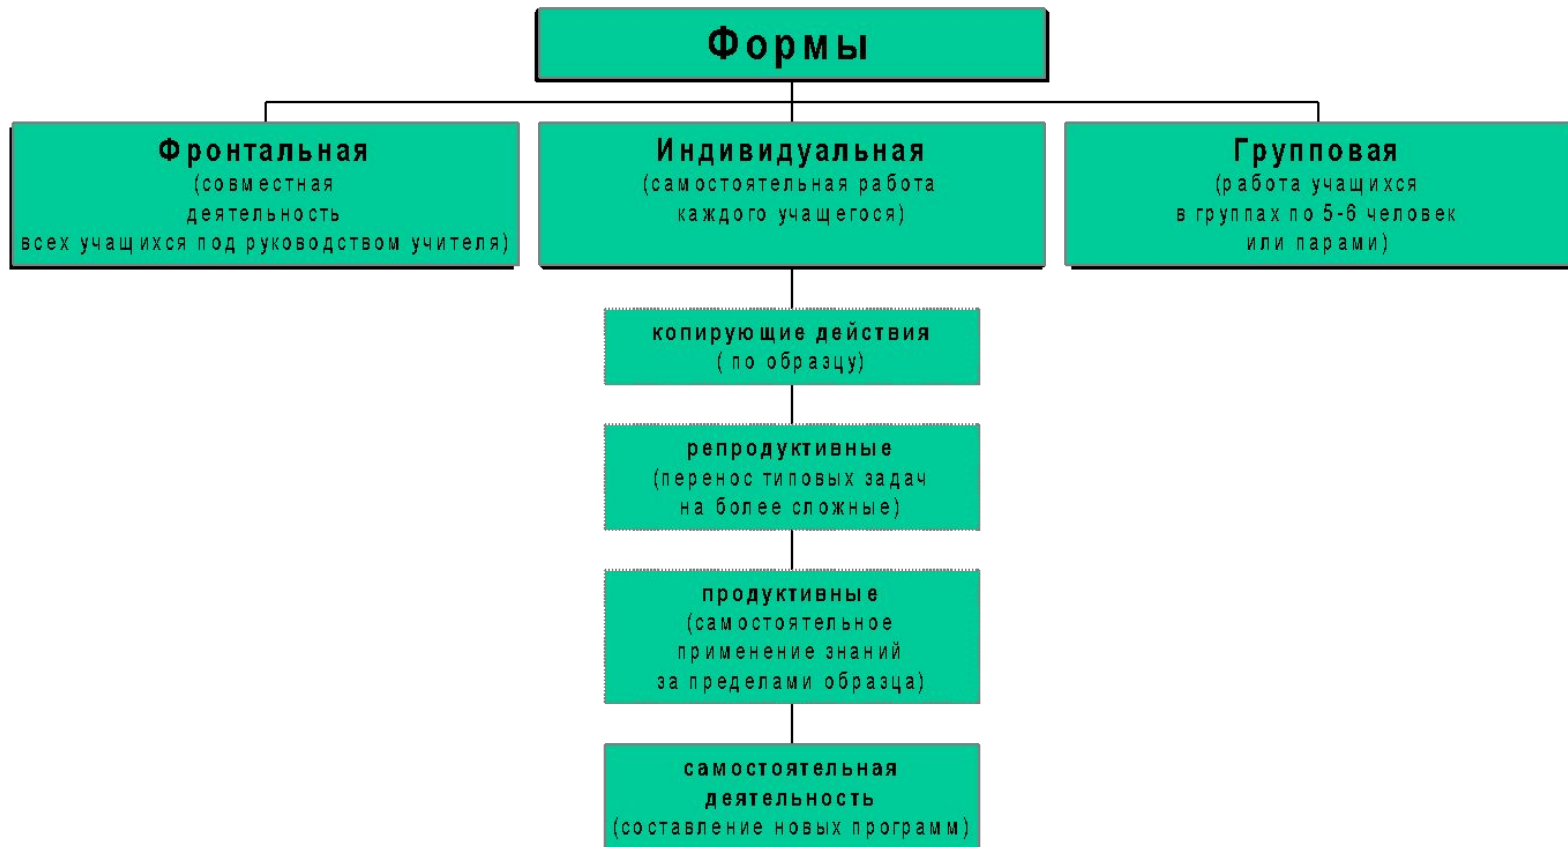 Формы
Фронтальная
(совместная
деятельность
всех учащихся под руководством учителя)
Индивидуальная
(самостоятельная работа
каждого учащегося)
Групповая
(работа учащихся
в группах по 5-6 человек
или парами)
копирующие действия
( по образцу)
репродуктивные
(перенос типовых задач
на более сложные)
продуктивные
(самостоятельное
применение знаний
за пределами образца)
самостоятельная
деятельность
(составление новых программ)